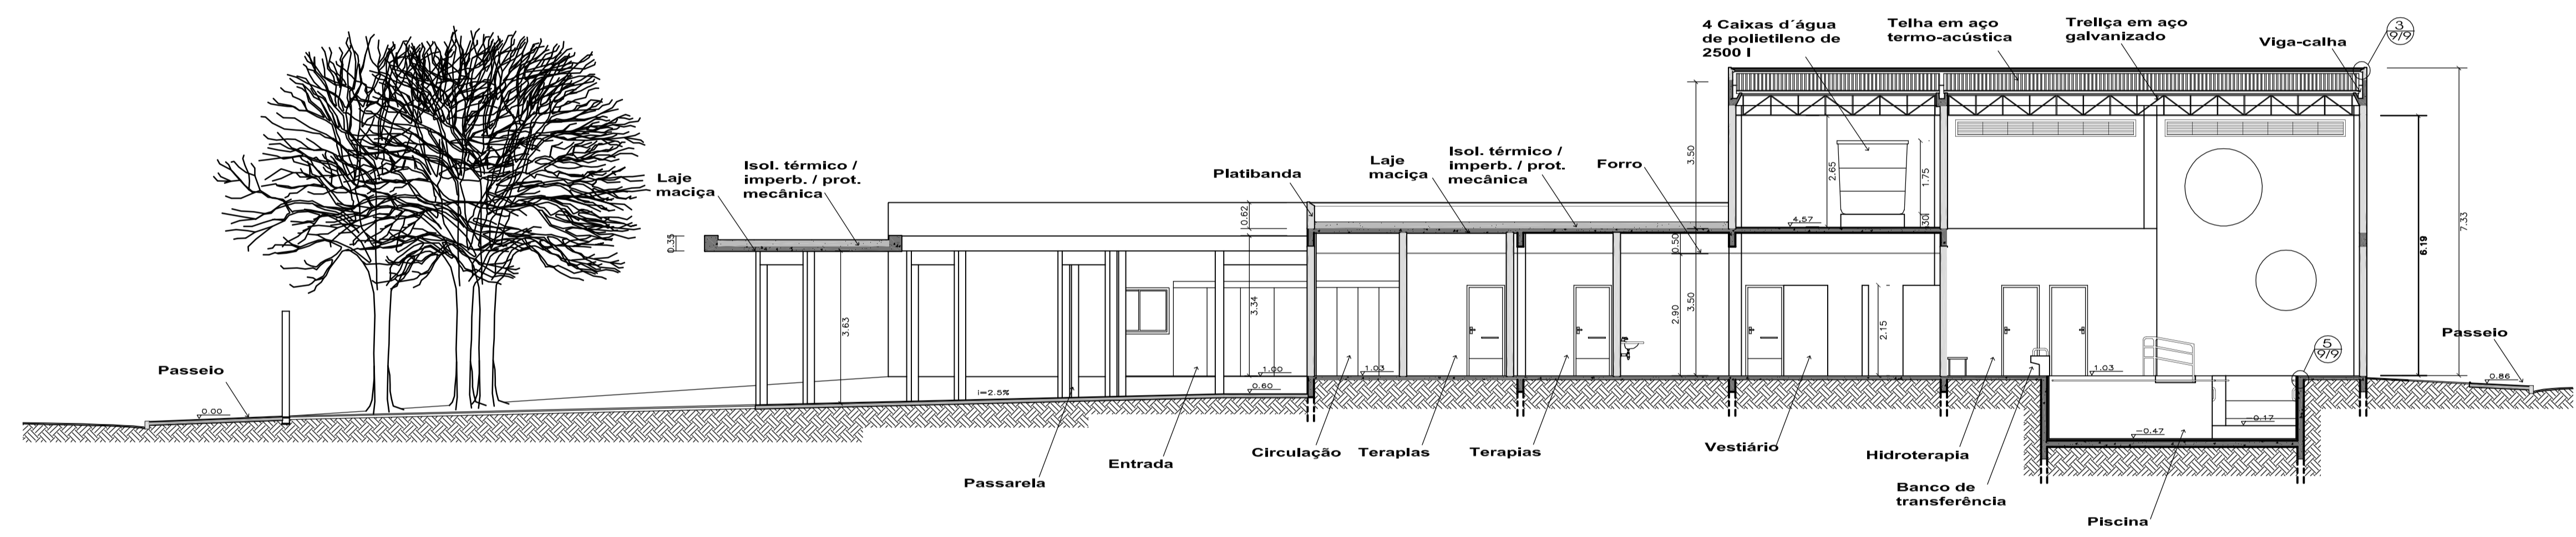 4 Caixas d´água
de polietileno de
2500 l
Telha em aço
termo-acústica
Trellça em aço
galvanizado
Viga-calha
3
9/9
Laje
maciça
Isol. térmico /
imperb. / prot.
mecânica
Platibanda
Laje
maciça
Isol. térmico /
imperb. / prot.
mecânica
Forro
3.50
2.65
1.75
.30
4.57
7.33
6.19
0.35
0.62
0.50
3.63
3.34
2.90
3.50
2.15
Passeio
0.00
i=2.5%
1.00
0.60
1.03
1.03
5
9/9
Passeio
0.86
-0.47
-0.17
Passarela
Entrada
Circulação
Teraplas
Terapias
Vestiário
Hidroterapia
Banco de
transferência
Piscina